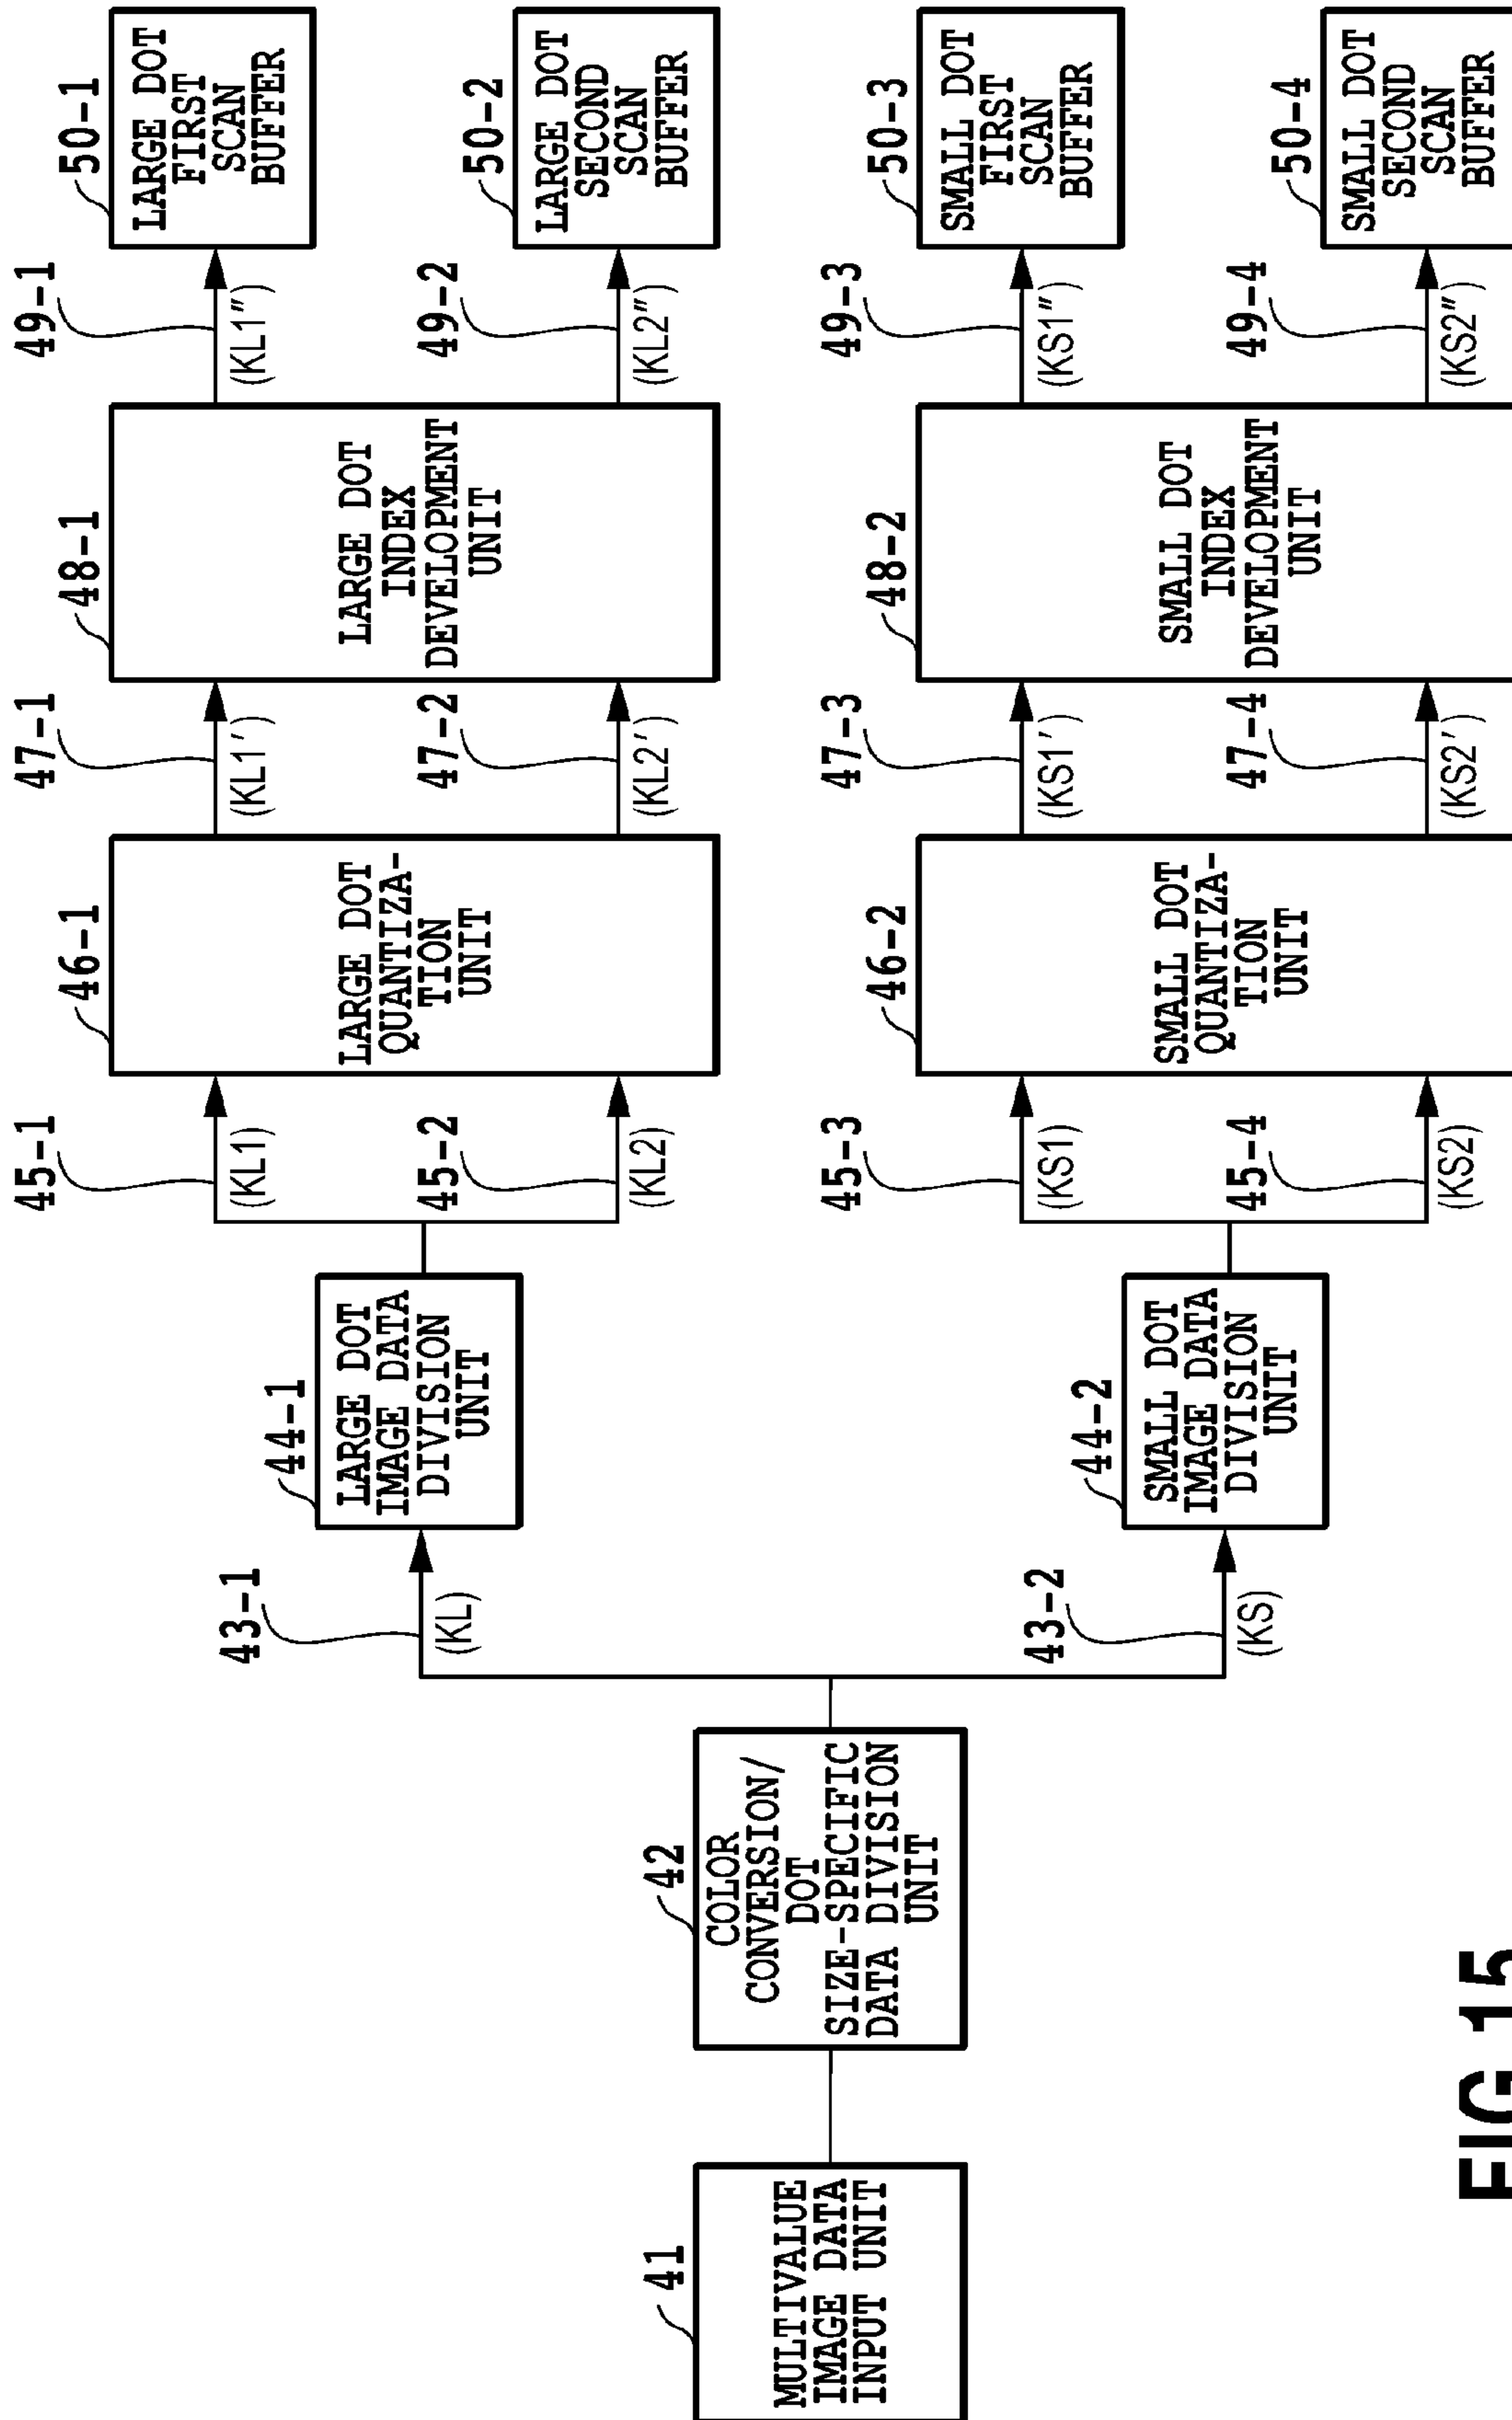 41
MULTIVALUE
IMAGE DATA
INPUT UNIT
42
COLOR
CONVERSION/
DOT
SIZE-SPECIFIC
DATA DIVISION
UNIT
43-1
(KL)
43-2
(KS)
44-1
LARGE DOT
IMAGE DATA
DIVISION
UNIT
44-2
SMALL DOT
IMAGE DATA
DIVISION
UNIT
45-1
(KL1)
45-2
(KL2)
45-3
(KS1)
45-4
(KS2)
46-1
LARGE DOT
QUANTIZA-
TION
UNIT
46-2
SMALL DOT
QUANTIZA-
TION
UNIT
47-1
(KL1')
47-2
(KL2')
47-3
(KS1')
47-4
(KS2')
48-1
LARGE DOT
INDEX
DEVELOPMENT
UNIT
48-2
SMALL DOT
INDEX
DEVELOPMENT
UNIT
49-1
(KL1")
49-2
(KL2")
49-3
(KS1")
49-4
(KS2")
50-1
LARGE DOT
FIRST
SCAN
BUFFER
50-2
LARGE DOT
SECOND
SCAN
BUFFER
50-3
SMALL DOT
FIRST
SCAN
BUFFER
50-4
SMALL DOT
SECOND
SCAN
BUFFER
FIG.15